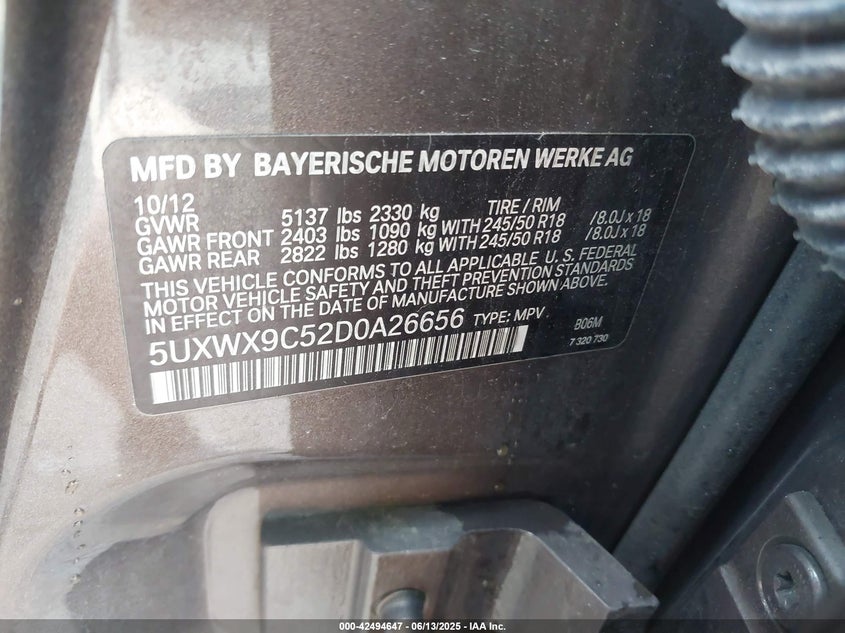 MFD BY BAYERISCHE MOTOREN WERKE AG
10/12 TIRE / RIM
GVWR 5137 lbs 2330 kg
GAWR FRONT 2403 lbs 1090 kg WITH 245/50 R18 /8.0J x 18
GAWR REAR 2822 lbs 1280 kg WITH 245/50 R18 /8.0J x 18
THIS VEHICLE CONFORMS TO ALL APPLICABLE U. S. FEDERAL
MOTOR VEHICLE SAFETY AND THEFT PREVENTION STANDARDS
IN EFFECT ON THE DATE OF MANUFACTURE SHOWN ABOVE.
5UXWX9C52D0A26656 TYPE: MPV B06M
7 320 730
000-42494647 - 06/13/2025 - IAA Inc.